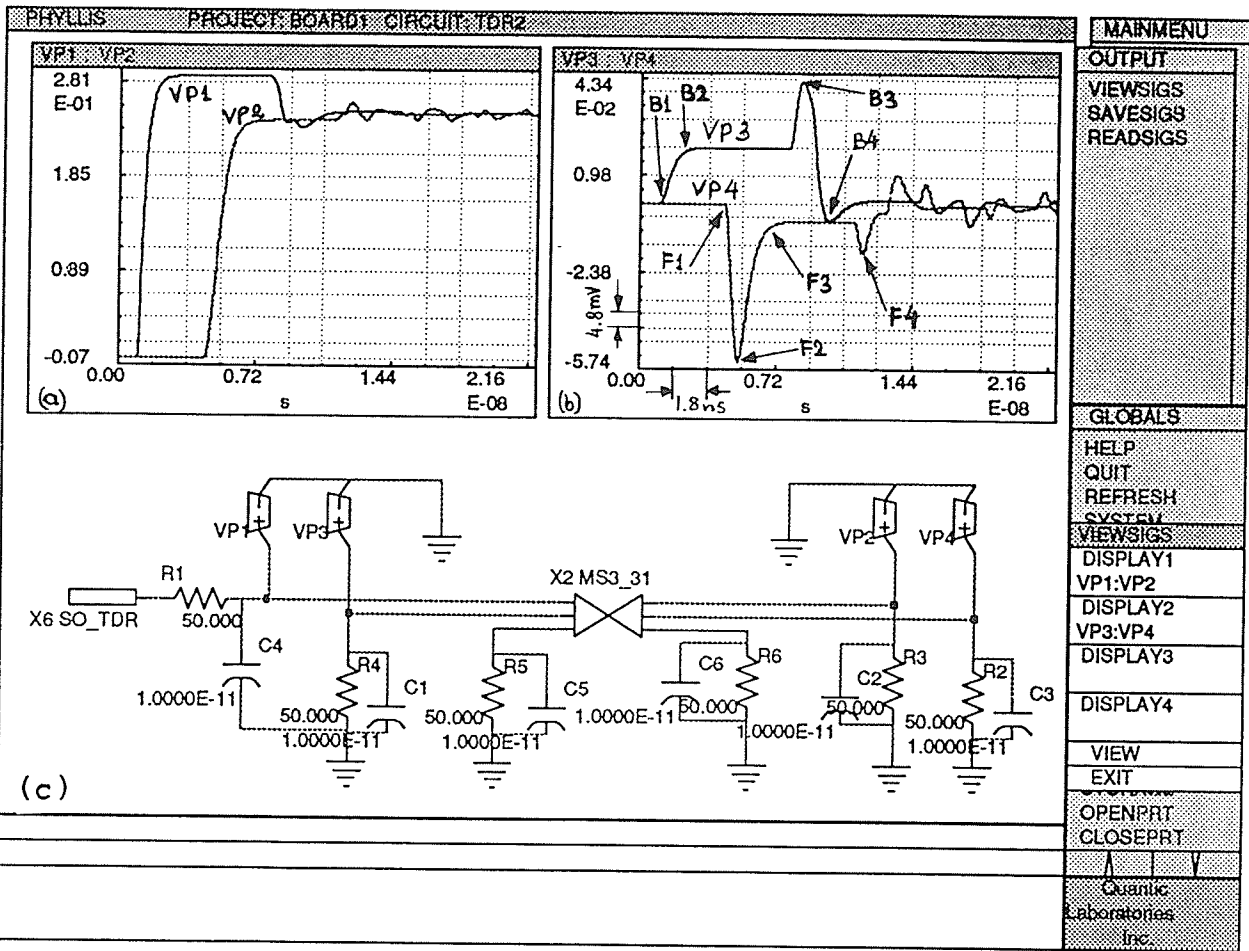 PHYLLIS PROJECT: BOARD1 CIRCUIT: TDR2
MAINMENU
VP1 : VP2
2.81
E-01
1.85
0.89
-0.07
0.00 0.72 1.44 2.16
s E-08
VP1
VP2
(a)
VP3 : VP4
4.34
E-02
0.98
-2.38
-5.74
0.00 0.72 1.44 2.16
s E-08
B1 B2
B3
VP3
B4
VP4
F1
F3
F4
F2
4.8mV
1.8ns
(b)
OUTPUT
VIEWSIGS
SAVESIGS
READSIGS
GLOBALS
HELP
QUIT
REFRESH
SYSTEM
VIEWSIGS
DISPLAY1
VP1:VP2
DISPLAY2
VP3:VP4
DISPLAY3
DISPLAY4
VIEW
EXIT
OPENPRT
CLOSEPRT
Quantic
Laboratories
Inc.
VP1 VP3 VP2 VP4
X6 SO_TDR
R1
50.000
X2 MS3_31
C4
1.0000E-11
R4
50.000
C1
1.0000E-11
R5
50.000
C5
1.0000E-11
C6
1.0000E-11
R6
50.000
C2
1.0000E-11
R3
50.000
R2
50.000
C3
1.0000E-11
(c)